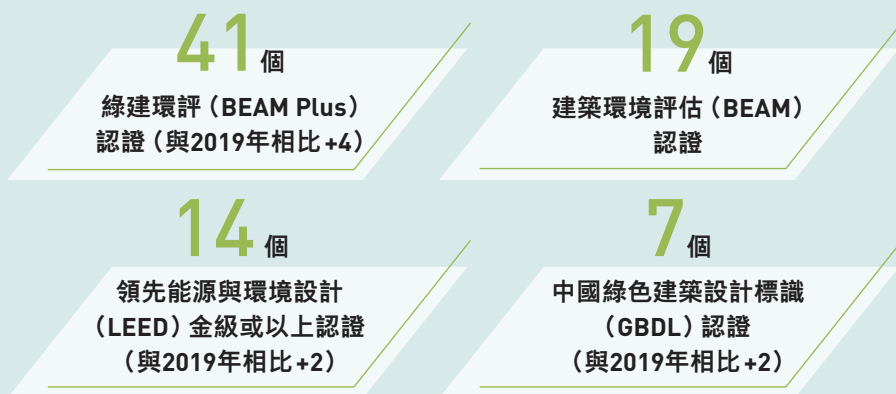 41個
綠建環評（BEAM Plus）
認證（與2019年相比+4）
19個
建築環境評估（BEAM）
認證
14個
領先能源與環境設計
（LEED）金級或以上認證
（與2019年相比+2）
7個
中國綠色建築設計標識
（GBDL）認證
（與2019年相比+2）